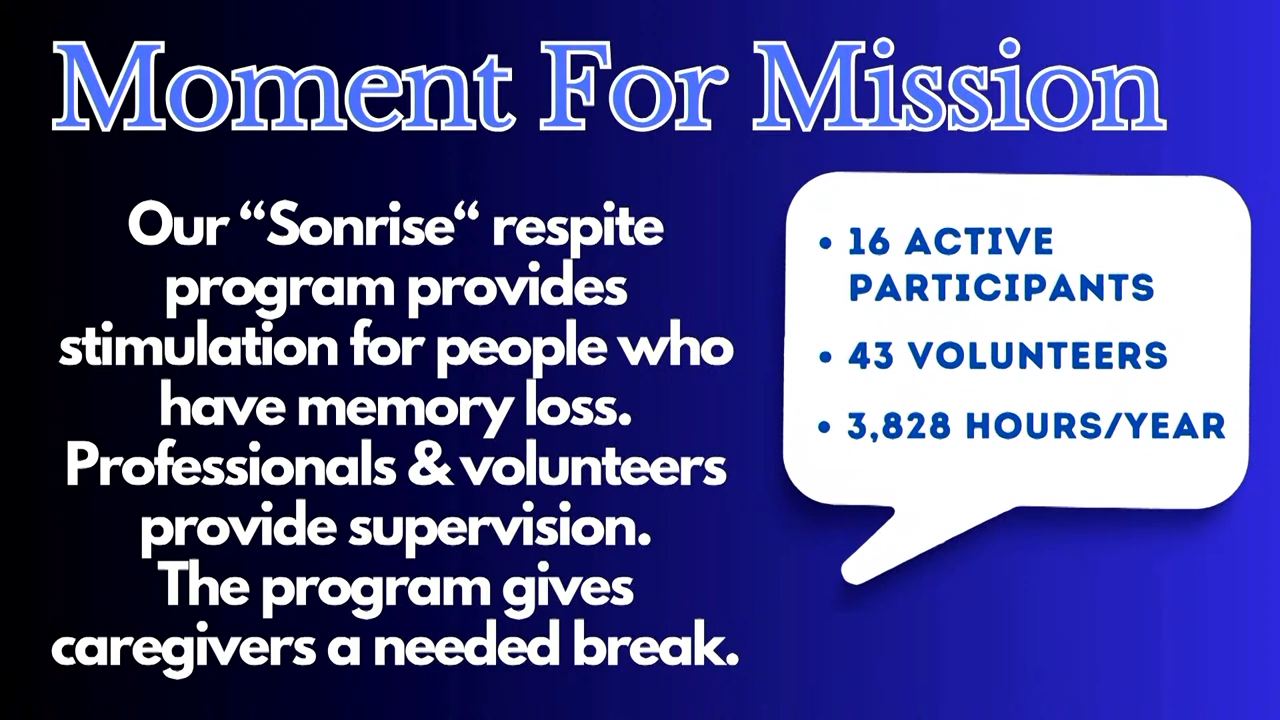 Moment For Mission
Our “Sonrise“ respite
program provides
stimulation for people who
have memory loss.
Professionals & volunteers
provide supervision.
The program gives
caregivers a needed break.
• 16 ACTIVE
PARTICIPANTS
• 43 VOLUNTEERS
• 3,828 HOURS/YEAR